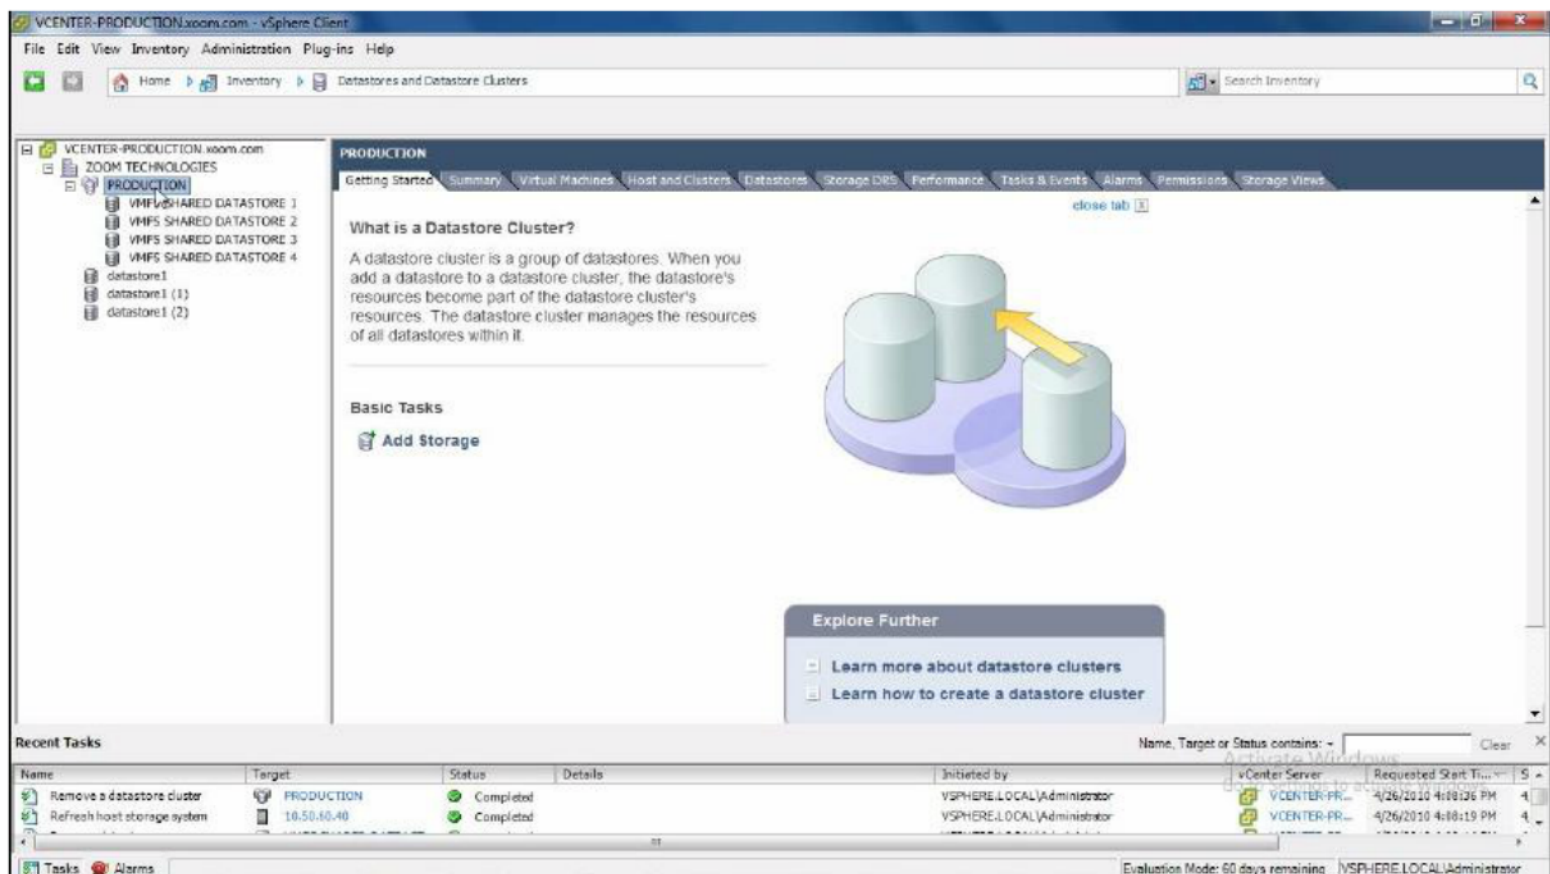 VCENTER-PRODUCTION.xoom.com - vSphere Client
File Edit View Inventory Administration Plug-ins Help
Home Inventory Datastores and Datastore Clusters
Search Inventory
VCENTER-PRODUCTION.xoom.com
ZOOM TECHNOLOGIES
PRODUCTION
VMFS SHARED DATASTORE 1
VMFS SHARED DATASTORE 2
VMFS SHARED DATASTORE 3
VMFS SHARED DATASTORE 4
datastore1
datastore1 (1)
datastore1 (2)
PRODUCTION
Getting Started Summary Virtual Machines Host and Clusters Datastores Storage DRS Performance Tasks & Events Alarms Permissions Storage Views
close tab X
What is a Datastore Cluster?
A datastore cluster is a group of datastores. When you
add a datastore to a datastore cluster, the datastore's
resources become part of the datastore cluster's
resources. The datastore cluster manages the resources
of all datastores within it.
Basic Tasks
Add Storage
Explore Further
Learn more about datastore clusters
Learn how to create a datastore cluster
Recent Tasks
Name, Target or Status contains:
Clear
Activate Windows
Go to Settings to activate Windows.
Name Target Status Details Initiated by vCenter Server Requested Start Ti... S
Remove a datastore cluster PRODUCTION Completed VSPHERE.LOCAL\Administrator VCENTER-PR... 4/26/2010 4:08:36 PM 4
Refresh host storage system 10.50.60.40 Completed VSPHERE.LOCAL\Administrator VCENTER-PR... 4/26/2010 4:08:19 PM 4
Tasks Alarms
Evaluation Mode: 60 days remaining VSPHERE.LOCAL\Administrator